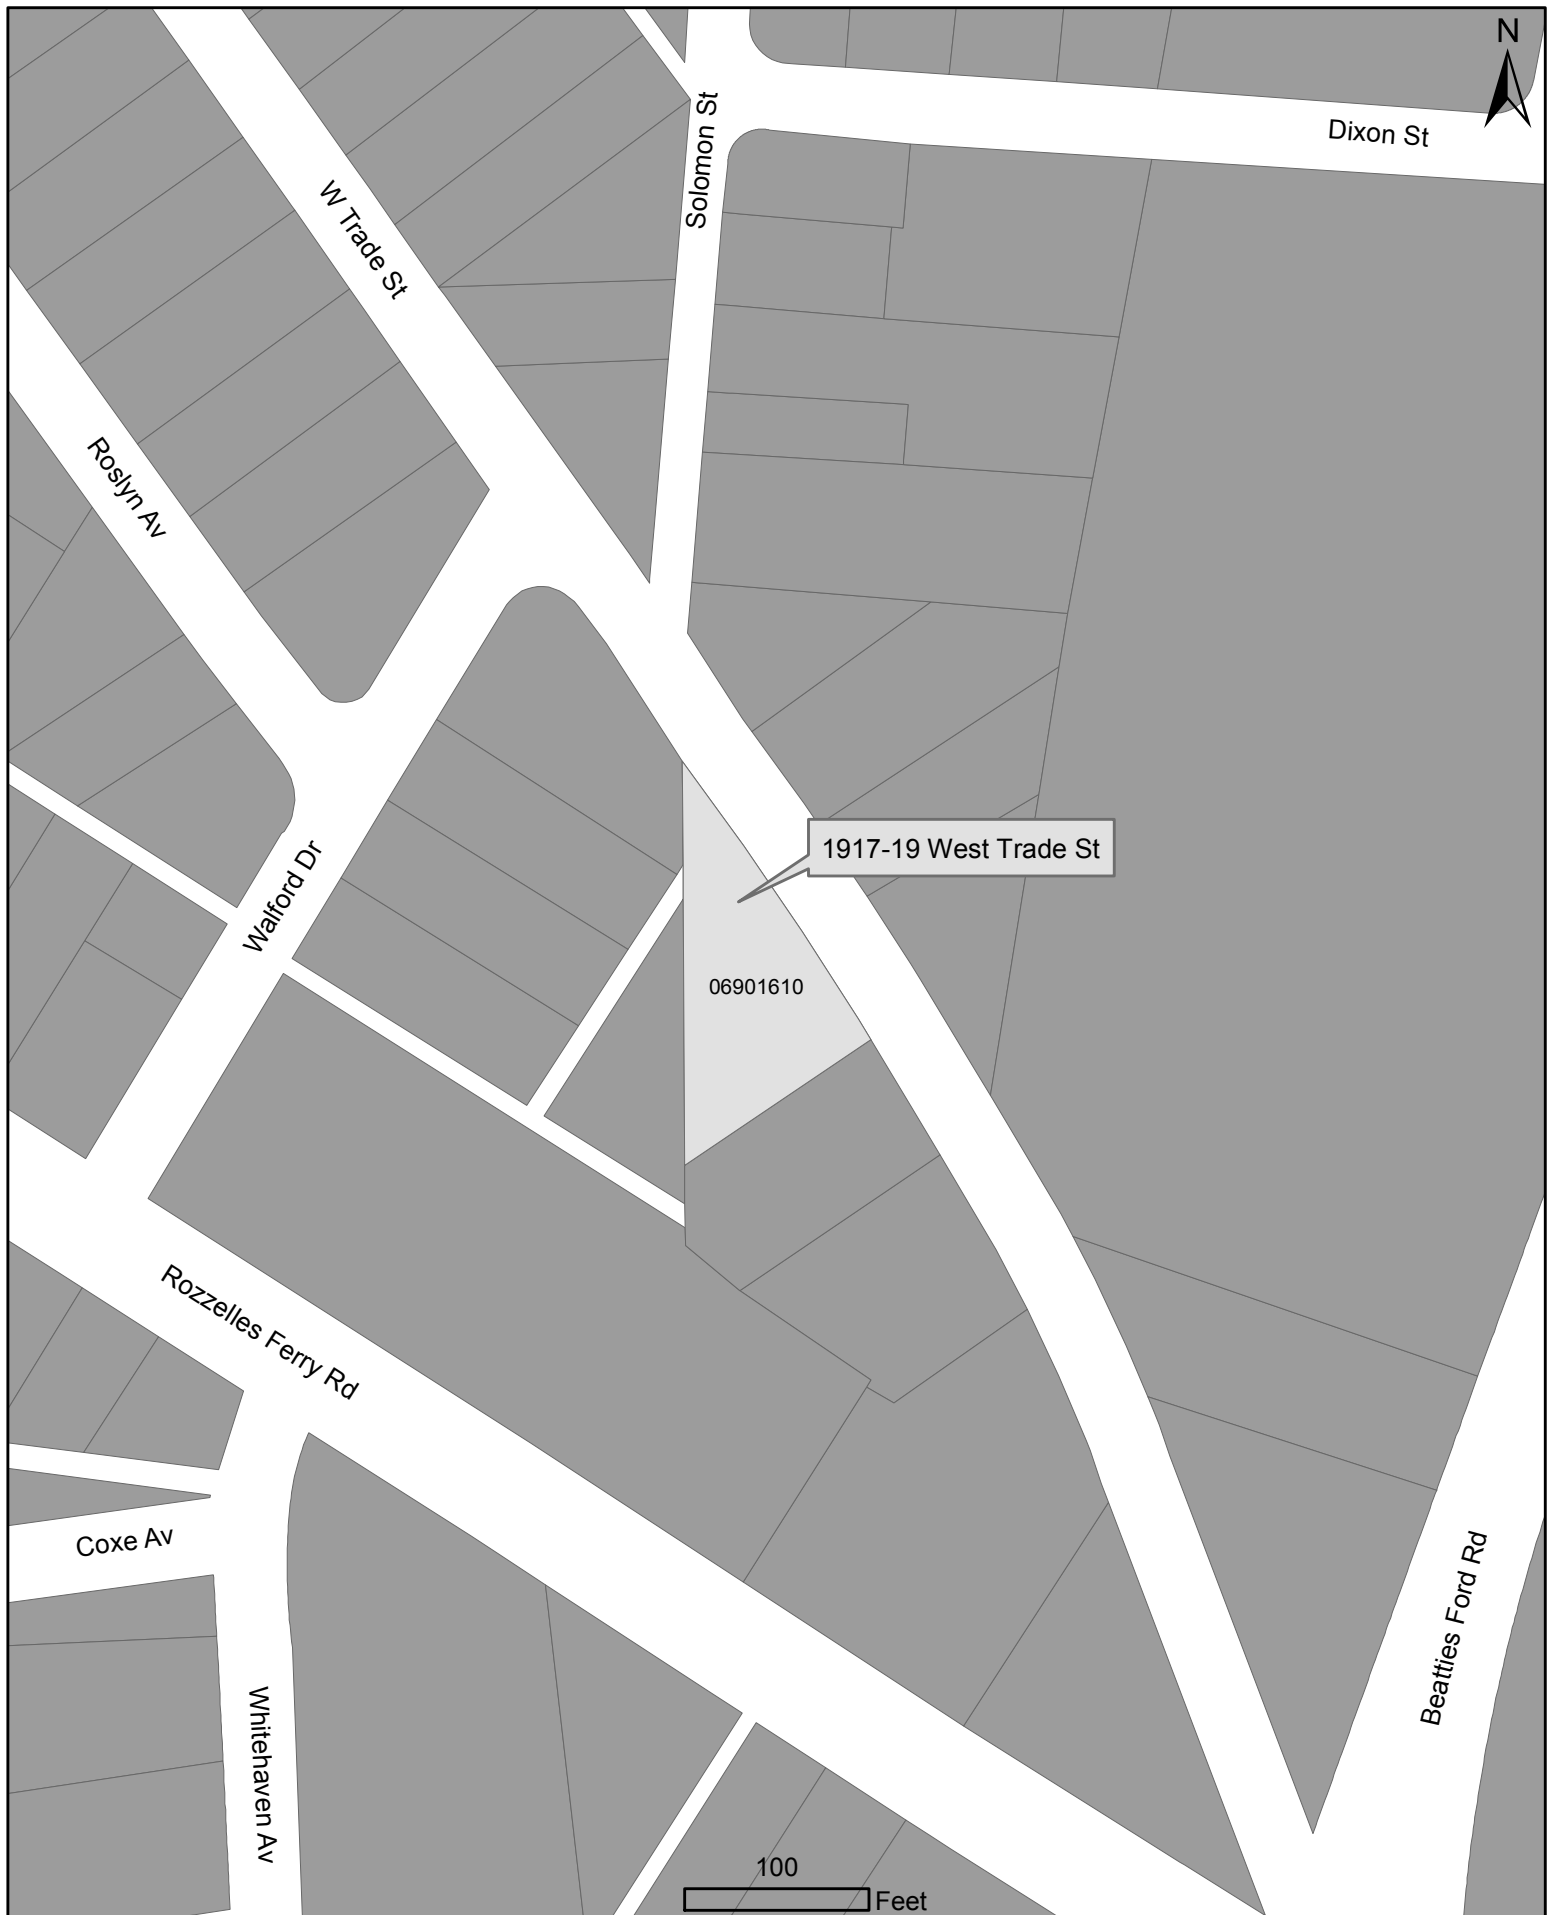 N
Dixon St
Solomon St
W Trade St
Roslyn Av
1917-19 West Trade St
Walford Dr
06901610
Rozzelles Ferry Rd
Coxe Av
Beatties Ford Rd
Whitehaven Av
100
Feet